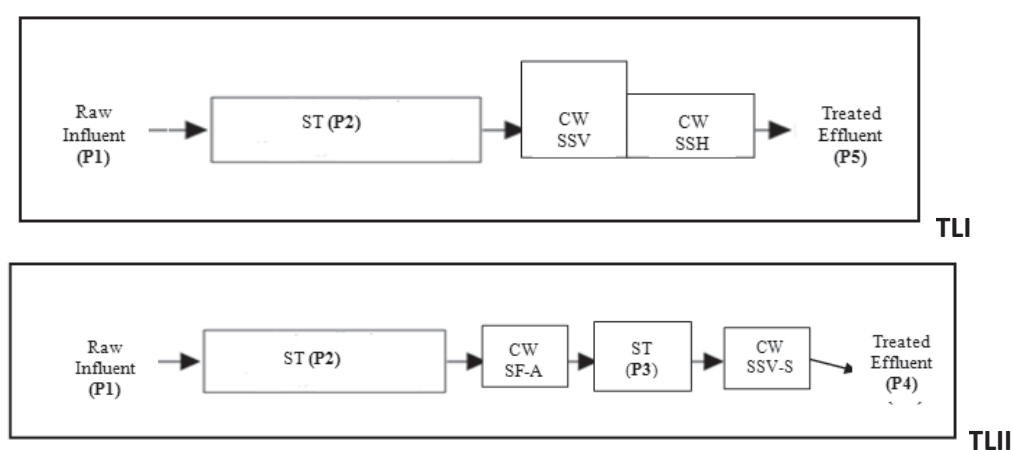 Raw
Influent
(P1)
ST (P2)
CW
SSV
CW
SSH
Treated
Effluent
(P5)
TLI
Raw
Influent
(P1)
ST (P2)
CW
SF-A
ST
(P3)
CW
SSV-S
Treated
Effluent
(P4)
TLII